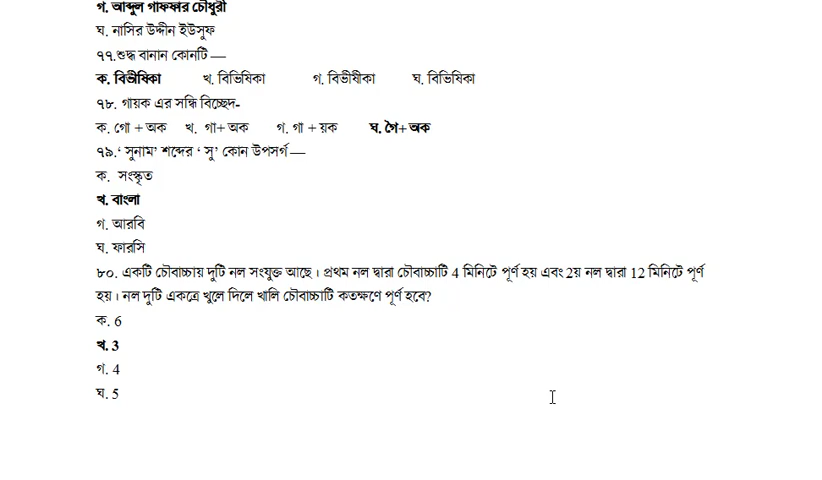 গ. আব্দুল গাফফার চৌধুরী
ঘ. নাসির উদ্দীন ইউসুফ
৭৭.শুদ্ধ বানান কোনটি —
ক. বিভীষিকা খ. বিভিষিকা গ. বিভীষীকা ঘ. বিভিষিকা
৭৮. গায়ক এর সন্ধি বিচ্ছেদ-
ক. গো + অক খ. গা+ অক গ. গা + য়ক ঘ. গৈ+ অক
৭৯.‘ সুনাম’ শব্দের ‘ সু’ কোন উপসর্গ —
ক. সংস্কৃত
খ. বাংলা
গ. আরবি
ঘ. ফারসি
৮০. একটি চৌবাচ্চায় দুটি নল সংযুক্ত আছে। প্রথম নল দ্বারা চৌবাচ্চাটি 4 মিনিটে পূর্ণ হয় এবং 2য় নল দ্বারা 12 মিনিটে পূর্ণ
হয়। নল দুটি একত্রে খুলে দিলে খালি চৌবাচ্চাটি কতক্ষণে পূর্ণ হবে?
ক. 6
খ. 3
গ. 4
ঘ. 5